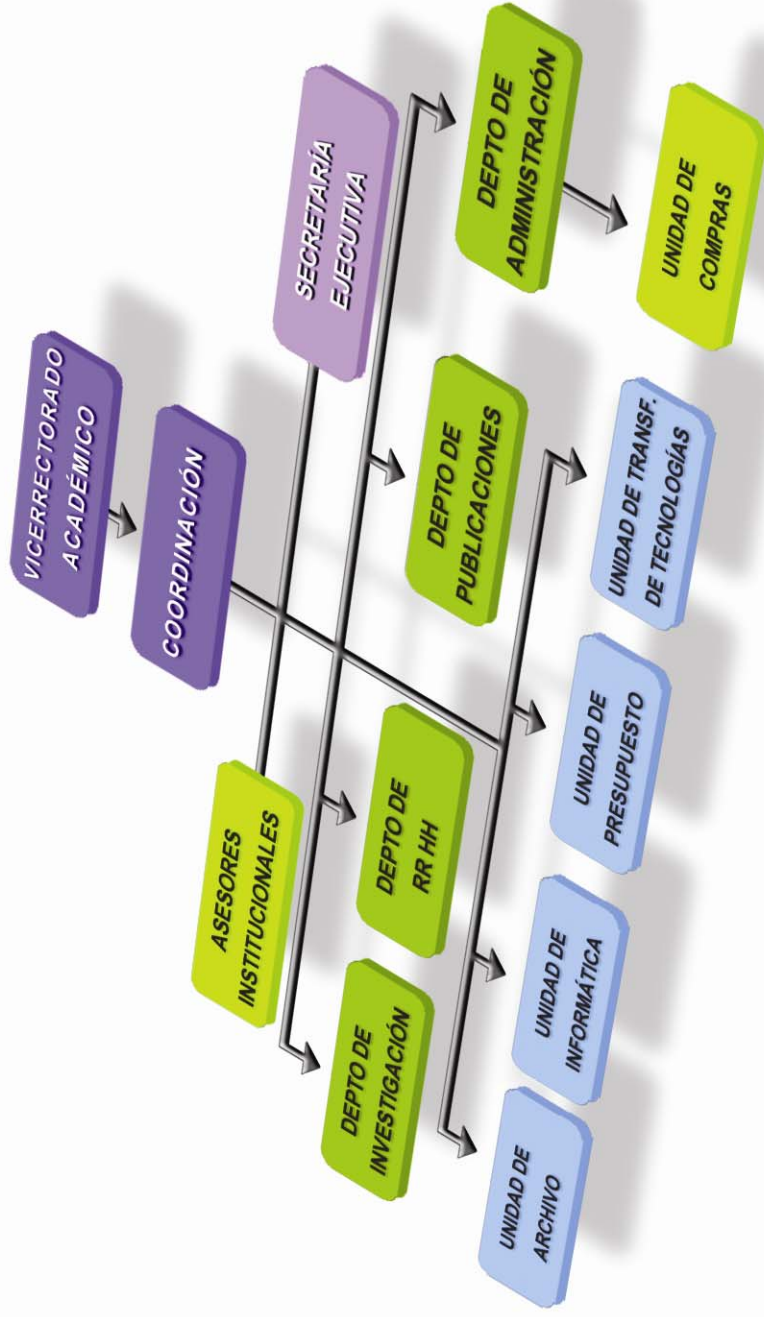 VICERRECTORADO
ACADÉMICO
COORDINACIÓN
ASESORES
INSTITUCIONALES
SECRETARÍA
EJECUTIVA
DEPTO DE
INVESTIGACIÓN
DEPTO DE
RR HH
DEPTO DE
PUBLICACIONES
DEPTO DE
ADMINISTRACIÓN
UNIDAD DE
ARCHIVO
UNIDAD DE
INFORMÁTICA
UNIDAD DE
PRESUPUESTO
UNIDAD DE TRANSF.
DE TECNOLOGÍAS
UNIDAD DE
COMPRAS